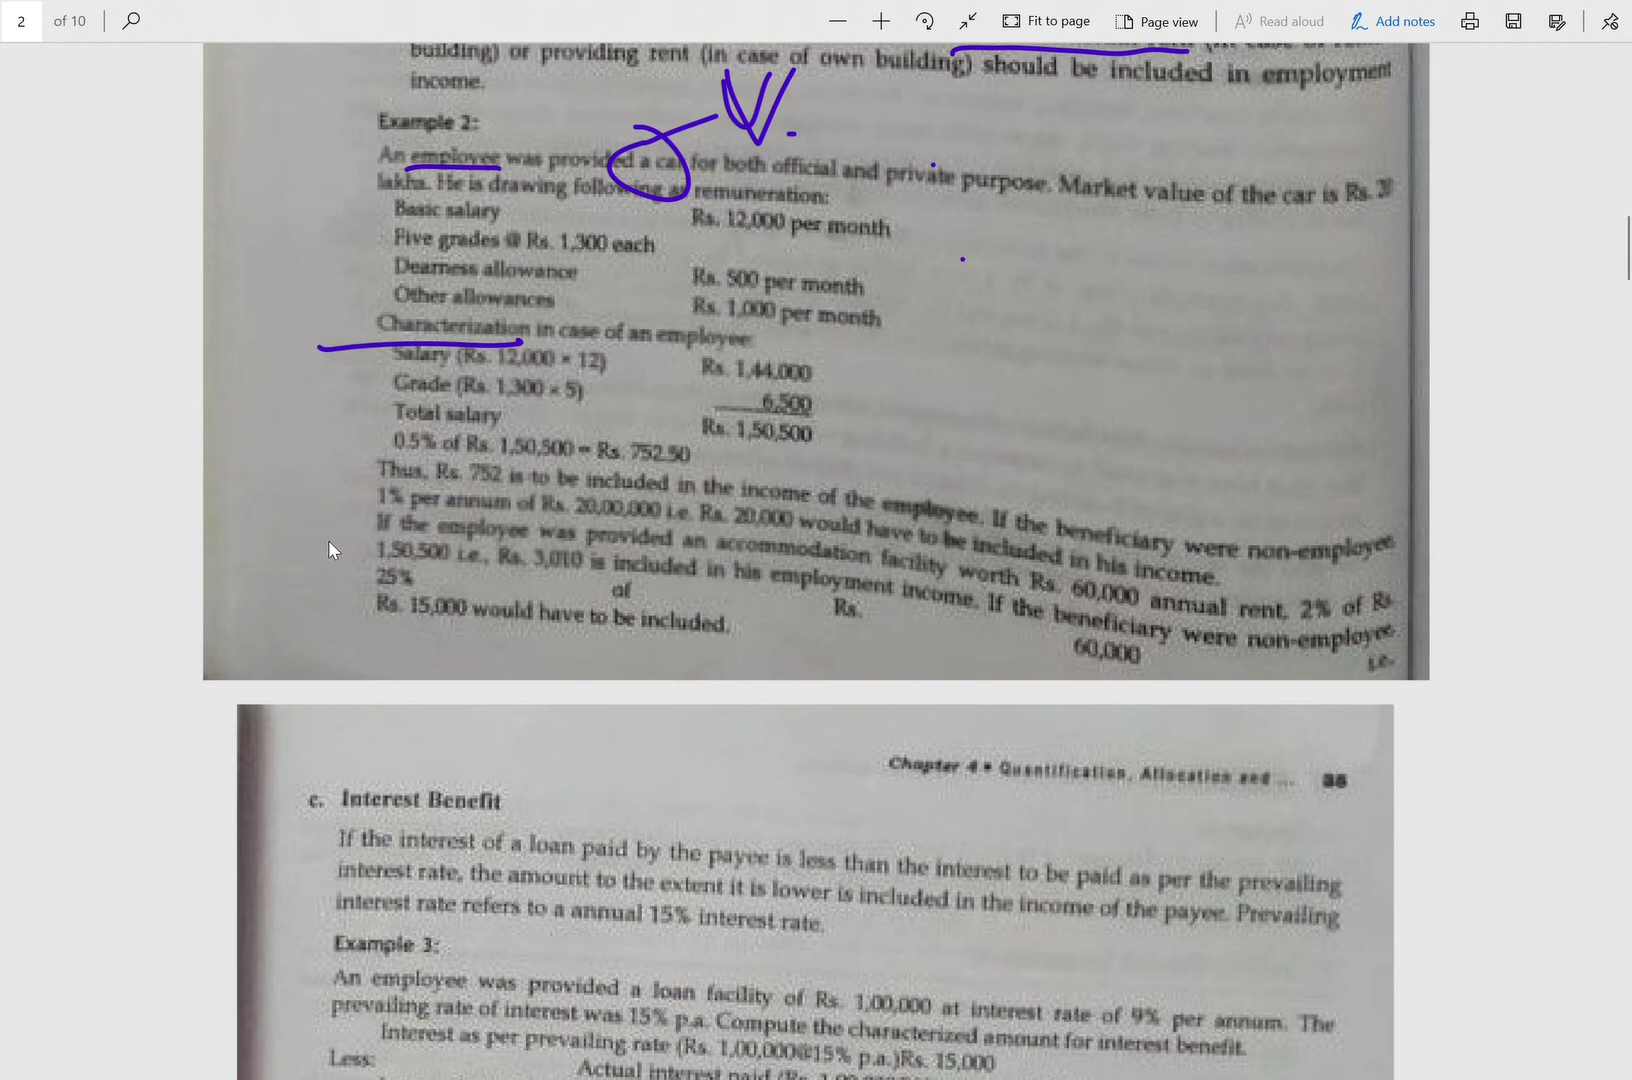 2 of 10
Fit to page
Page view
Read aloud
Add notes
building) or providing rent (in case of own building) should be included in employment
income.
Example 2:
An employee was provided a car for both official and private purpose. Market value of the car is Rs.
lakhs. He is drawing following as remuneration:
Basic salary Rs. 12,000 per month
Five grades @ Rs. 1,300 each
Dearness allowance Rs. 500 per month
Other allowances Rs. 1,000 per month
Characterization in case of an employee
Salary (Rs. 12,000 × 12) Rs. 1,44,000
Grade (Rs. 1,300 × 5) 6,500
Total salary Rs. 1,50,500
0.5% of Rs. 1,50,500 = Rs. 752.50
Thus, Rs. 752 is to be included in the income of the employee. If the beneficiary were non-employee
1% per annum of Rs. 20,00,000 i.e. Rs. 20,000 would have to be included in his income.
If the employee was provided an accommodation facility worth Rs. 60,000 annual rent, 2% of Rs.
1,50,500 i.e., Rs. 3,010 is included in his employment income. If the beneficiary were non-employee.
25% of Rs. 60,000 i.e.
Rs. 15,000 would have to be included.
Chapter 4 • Quantification, Allocation and ...
c. Interest Benefit
If the interest of a loan paid by the payee is less than the interest to be paid as per the prevailing
interest rate, the amount to the extent it is lower is included in the income of the payee. Prevailing
interest rate refers to a annual 15% interest rate.
Example 3:
An employee was provided a loan facility of Rs. 1,00,000 at interest rate of 9% per annum. The
prevailing rate of interest was 15% p.a. Compute the characterized amount for interest benefit.
Interest as per prevailing rate (Rs. 1,00,000@15% p.a.)Rs. 15,000
Less: Actual interest paid (Rs.